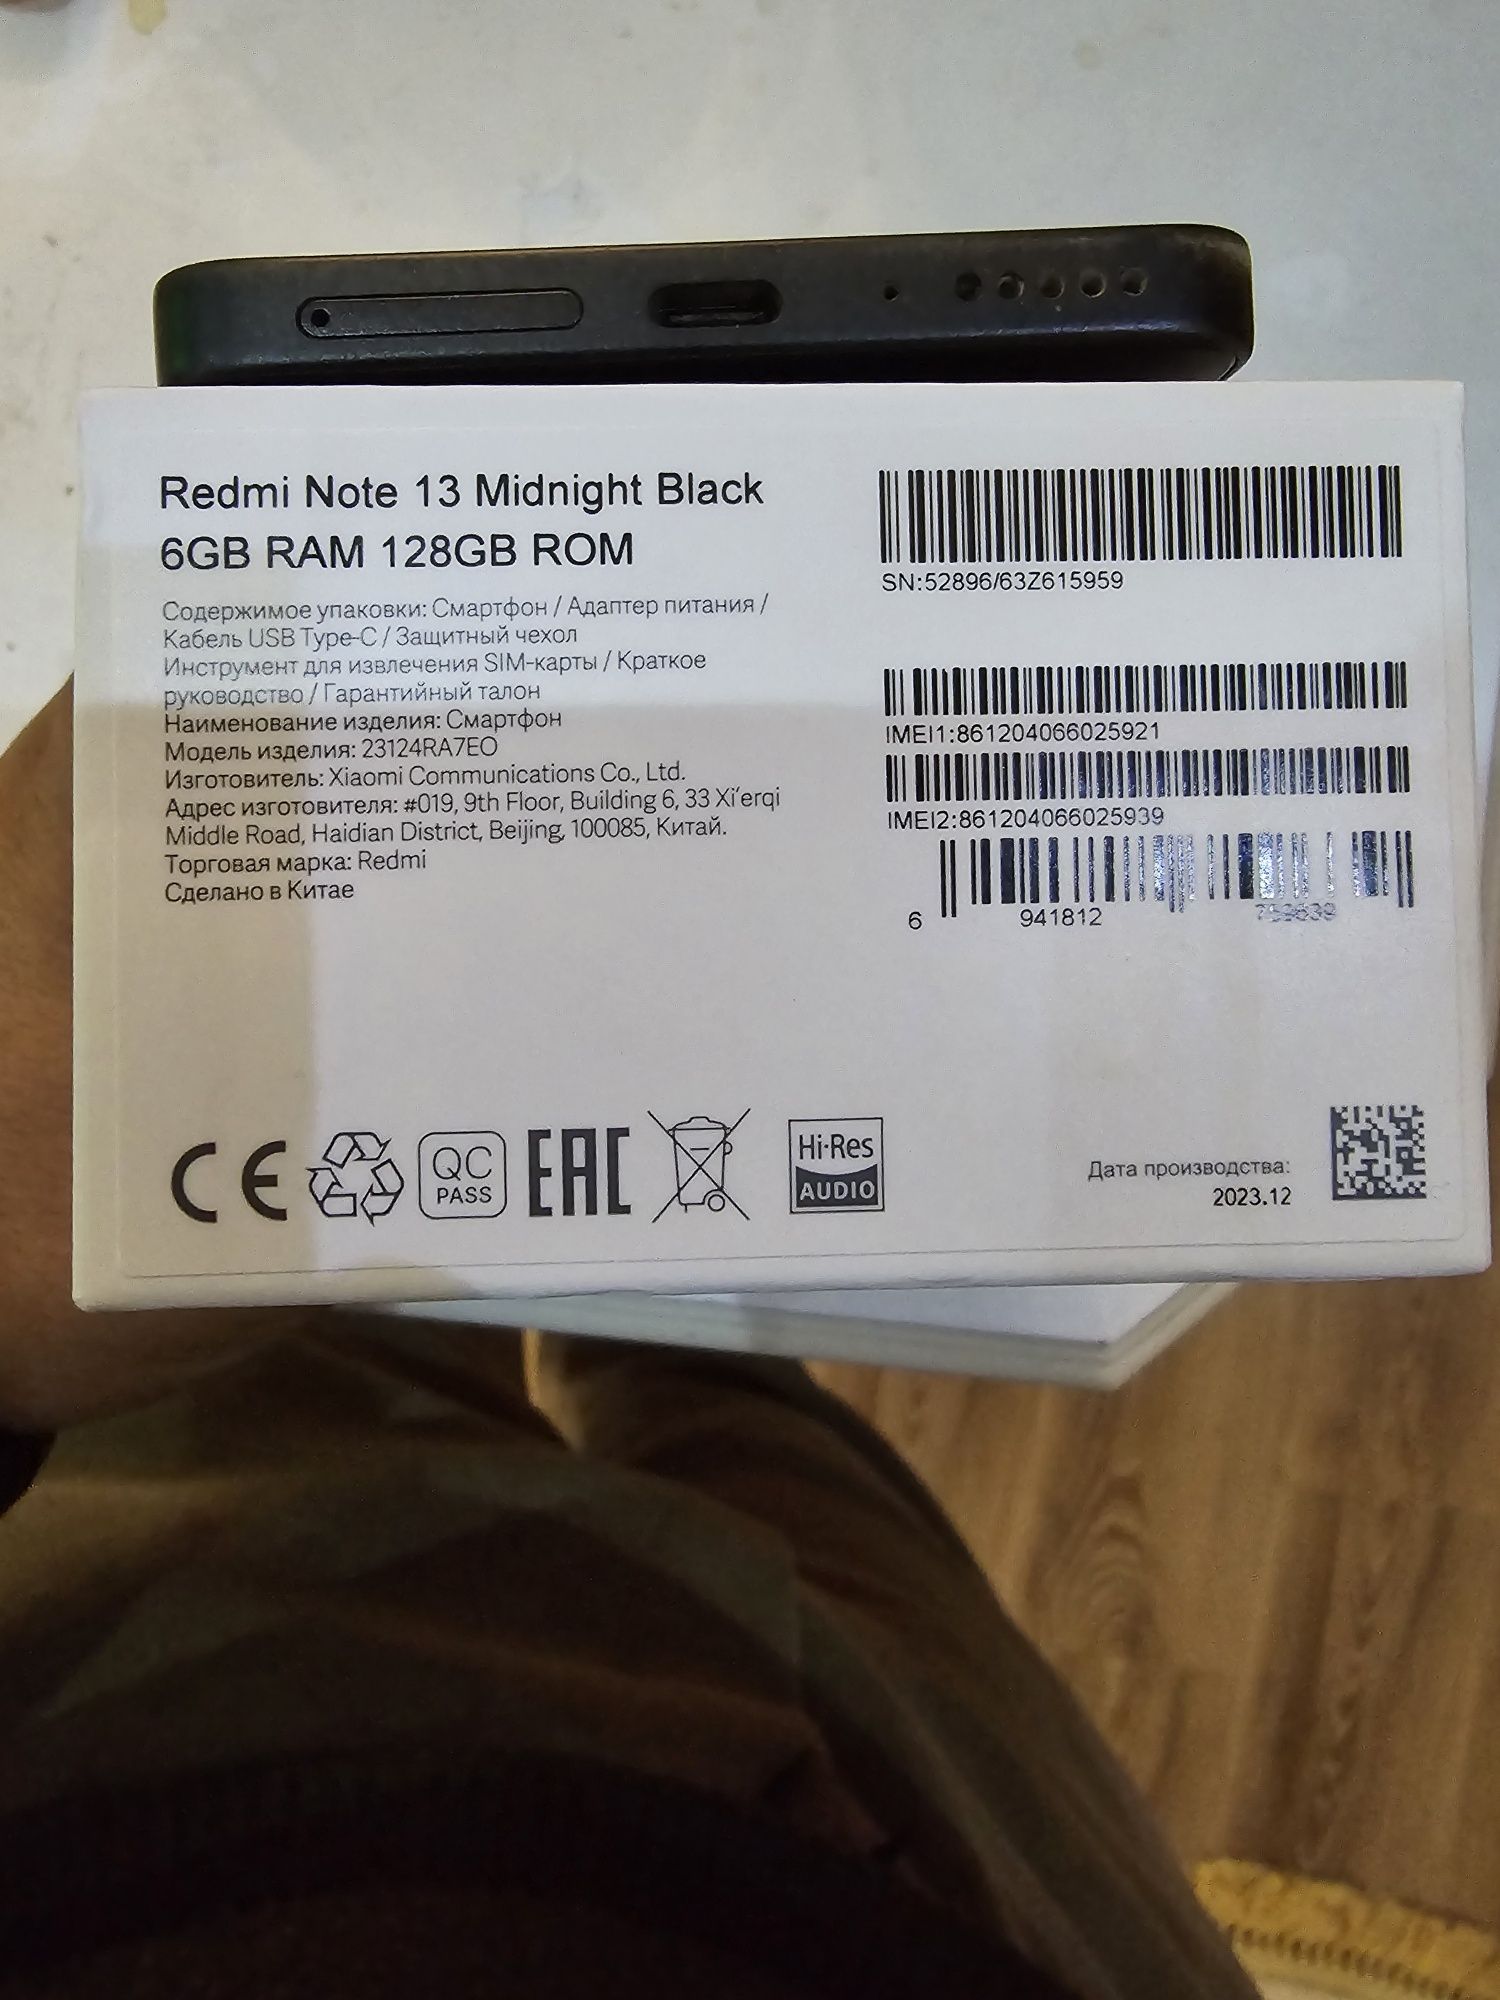 Redmi Note 13 Midnight Black
6GB RAM 128GB ROM
Содержимое упаковки: Смартфон / Адаптер питания /
Кабель USB Type-C / Защитный чехол
Инструмент для извлечения SIM-карты / Краткое
руководство / Гарантийный талон
Наименование изделия: Смартфон
Модель изделия: 23124RA7EO
Изготовитель: Xiaomi Communications Co., Ltd.
Адрес изготовителя: #019, 9th Floor, Building 6, 33 Xi'erqi
Middle Road, Haidian District, Beijing, 100085, Китай.
Торговая марка: Redmi
Сделано в Китае
SN:52896/63Z615959
IMEI1:861204066025921
IMEI2:861204066025939
6 941812 759639
CE
QC
PASS
EAC
Hi-Res
AUDIO
Дата производства:
2023.12